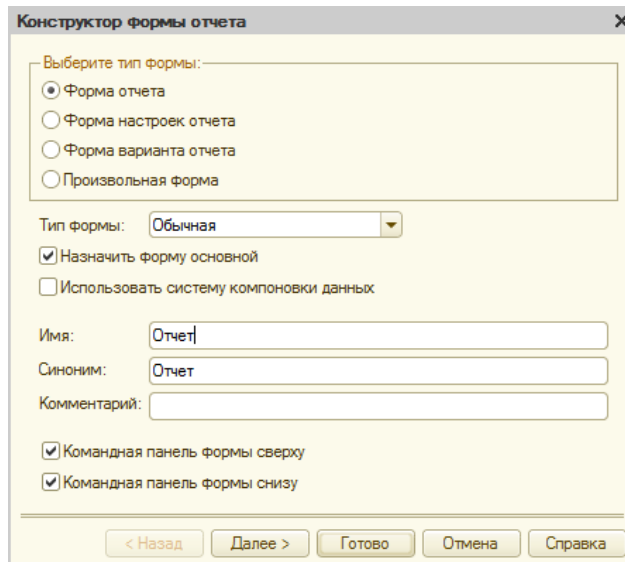 Конструктор формы отчета
Выберите тип формы:
Форма отчета
Форма настроек отчета
Форма варианта отчета
Произвольная форма
Тип формы: Обычная
Назначить форму основной
Использовать систему компоновки данных
Имя: Отчет
Синоним: Отчет
Комментарий:
Командная панель формы сверху
Командная панель формы снизу
< Назад Далее > Готово Отмена Справка